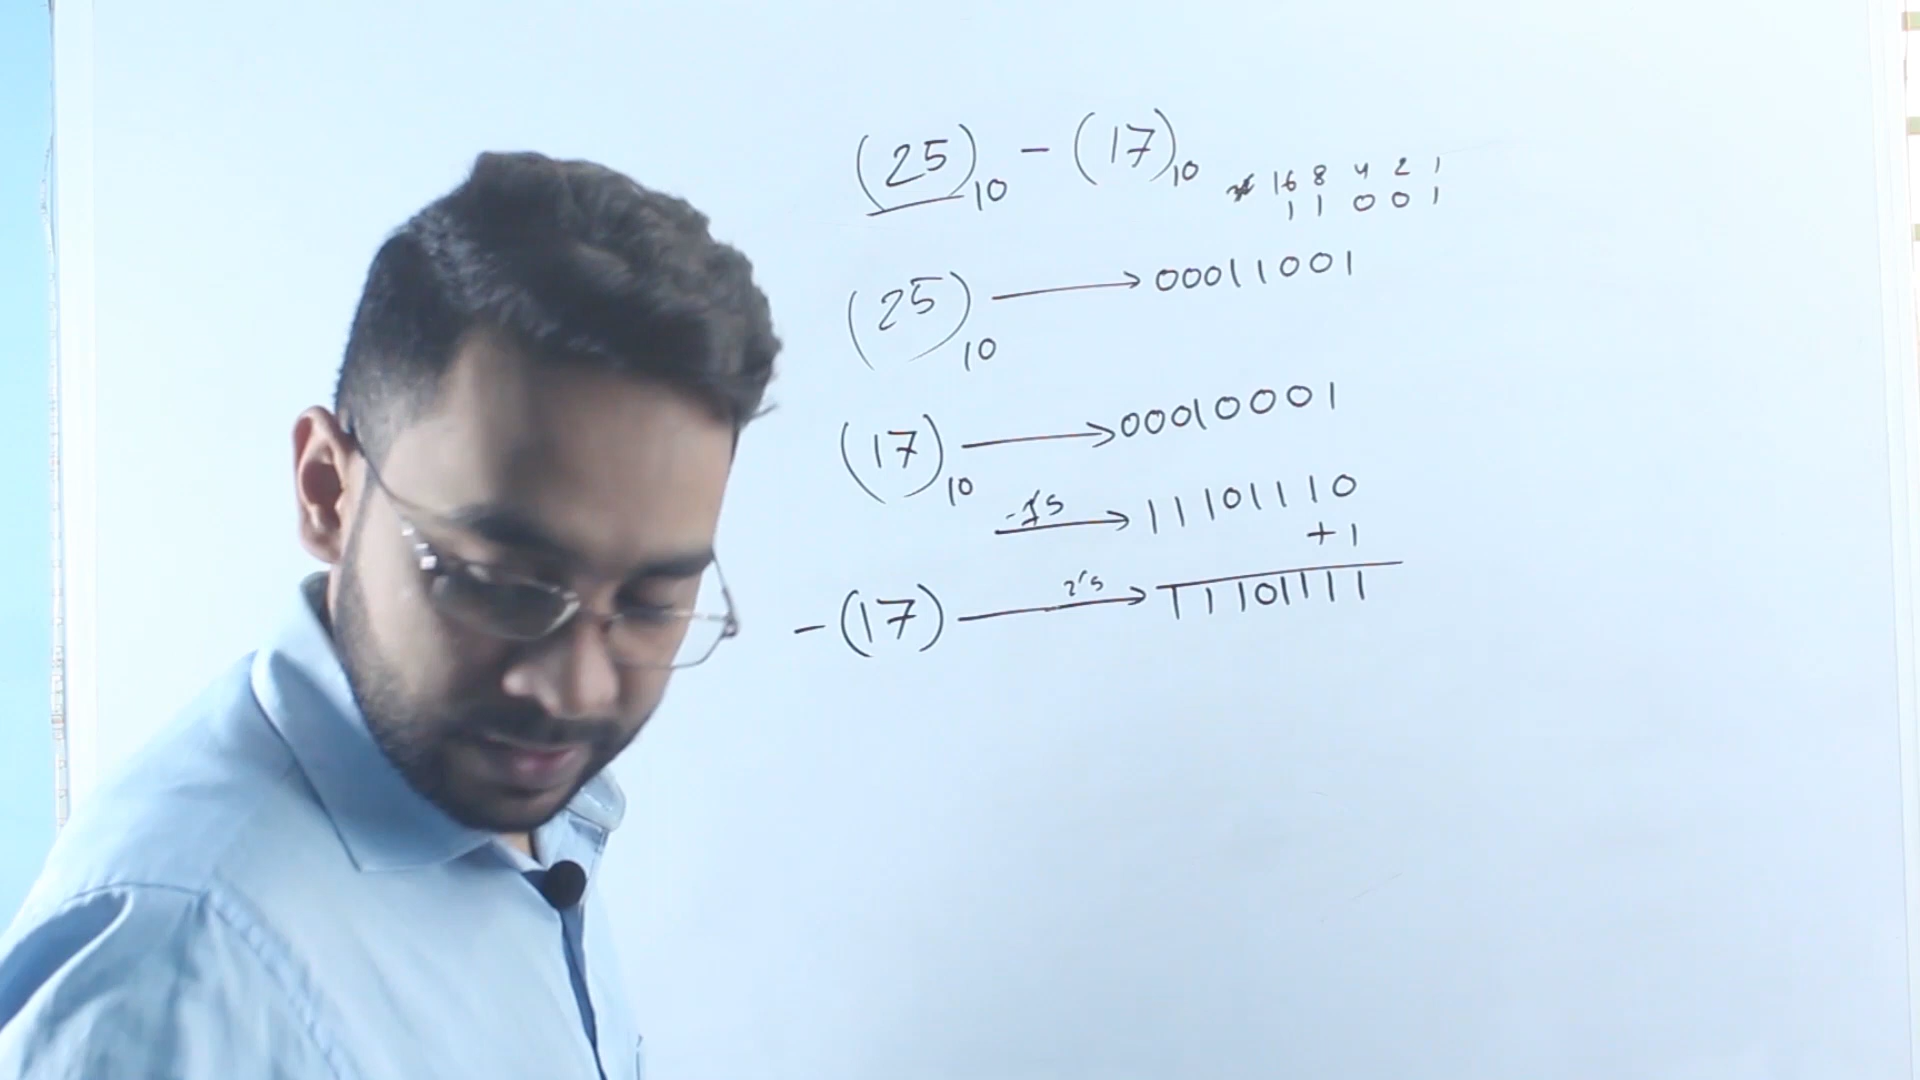 (25)10 - (17)10
16 8 4 2 1
1 1 0 0 1
(25)10 → 00011001
(17)10 → 00010001
1's → 11101110
+1
-(17) 2's → 11101111